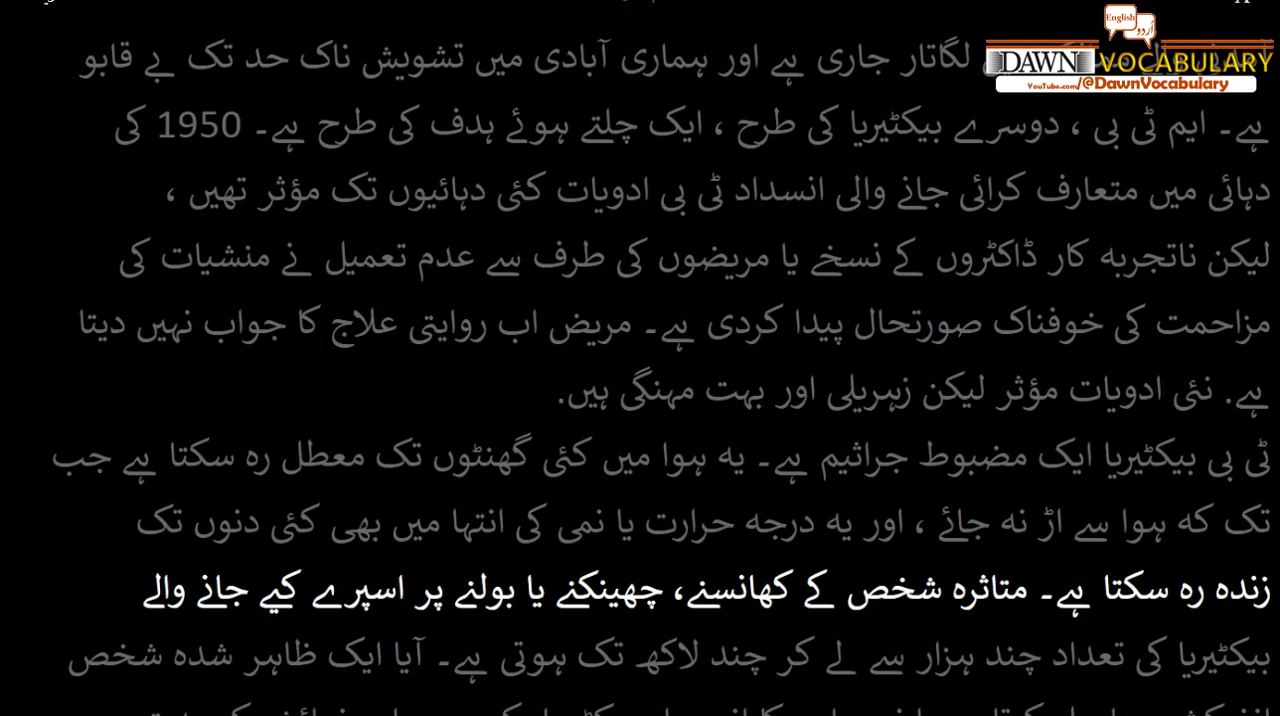 English
اُردُو
DAWN VOCABULARY
YouTube.com/@DawnVocabulary
لگاتار جاری ہے اور ہماری آبادی میں تشویش ناک حد تک بے قابو
ہے۔ ایم ٹی بی ، دوسرے بیکٹیریا کی طرح ، ایک چلتے ہوئے ہدف کی طرح ہے۔ 1950 کی
دہائی میں متعارف کرائی جانے والی انسداد ٹی بی ادویات کئی دہائیوں تک مؤثر تھیں ،
لیکن ناتجربہ کار ڈاکٹروں کے نسخے یا مریضوں کی طرف سے عدم تعمیل نے منشیات کی
مزاحمت کی خوفناک صورتحال پیدا کردی ہے۔ مریض اب روایتی علاج کا جواب نہیں دیتا
ہے. نئی ادویات مؤثر لیکن زہریلی اور بہت مہنگی ہیں.
ٹی بی بیکٹیریا ایک مضبوط جراثیم ہے۔ یہ ہوا میں کئی گھنٹوں تک معطل رہ سکتا ہے جب
تک کہ ہوا سے اڑ نہ جائے ، اور یہ درجہ حرارت یا نمی کی انتہا میں بھی کئی دنوں تک
زندہ رہ سکتا ہے۔ متاثرہ شخص کے کھانسنے، چھینکنے یا بولنے پر اسپرے کیے جانے والے
بیکٹیریا کی تعداد چند ہزار سے لے کر چند لاکھ تک ہوتی ہے۔ آیا ایک ظاہر شدہ شخص